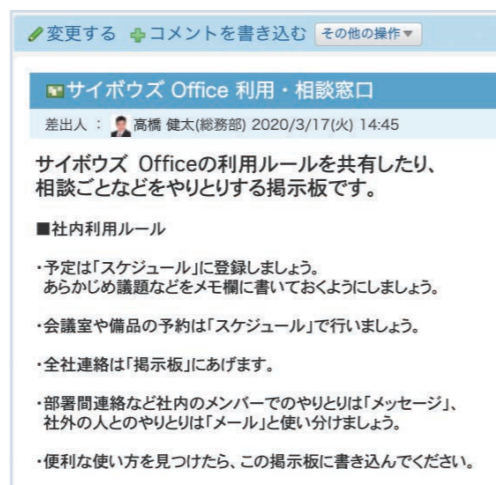 変更する コメントを書き込む その他の操作▼
サイボウズ Office 利用・相談窓口
差出人 ： 高橋 健太(総務部) 2020/3/17(火) 14:45
サイボウズ Officeの利用ルールを共有したり、
相談ごとなどをやりとりする掲示板です。
■社内利用ルール
・予定は「スケジュール」に登録しましょう。
あらかじめ議題などをメモ欄に書いておくようにしましょう。
・会議室や備品の予約は「スケジュール」で行いましょう。
・全社連絡は「掲示板」にあげます。
・部署間連絡など社内のメンバーでのやりとりは「メッセージ」、
社外の人とのやりとりは「メール」と使い分けましょう。
・便利な使い方を見つけたら、この掲示板に書き込んでください。